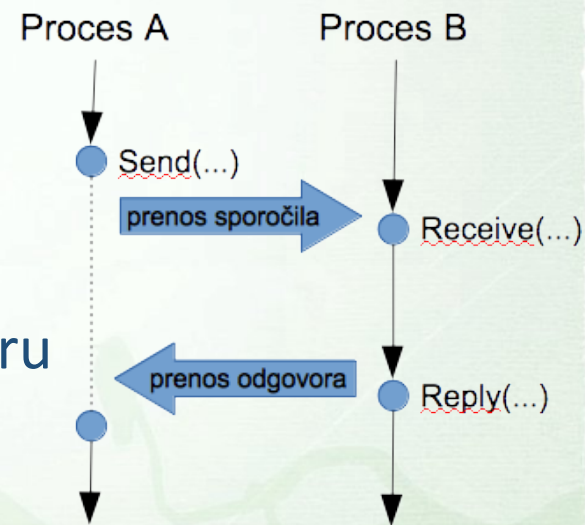 Proces A
Proces B
Send(...)
prenos sporočila
Receive(...)
ru
prenos odgovora
Reply(...)